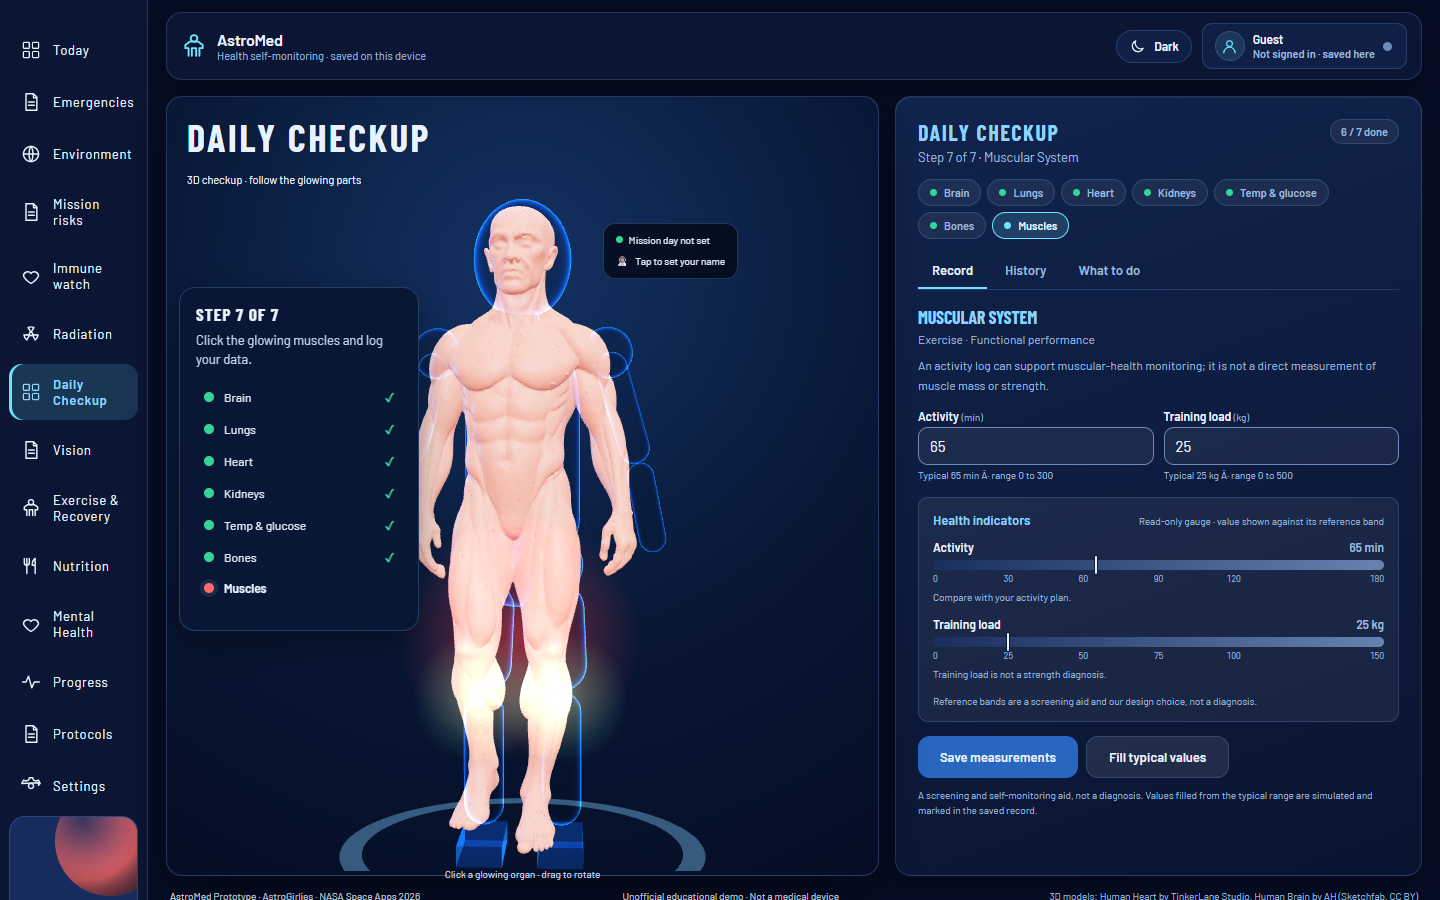 Today
Emergencies
Environment
Mission
risks
Immune
watch
Radiation
Daily
Checkup
Vision
Exercise &
Recovery
Nutrition
Mental
Health
Progress
Protocols
Settings
AstroMed
Health self-monitoring · saved on this device
Dark
Guest
Not signed in · saved here
DAILY CHECKUP
3D checkup · follow the glowing parts
Mission day not set
Tap to set your name
STEP 7 OF 7
Click the glowing muscles and log
your data.
Brain ✓
Lungs ✓
Heart ✓
Kidneys ✓
Temp & glucose ✓
Bones ✓
Muscles
Click a glowing organ · drag to rotate
DAILY CHECKUP
6 / 7 done
Step 7 of 7 · Muscular System
Brain Lungs Heart Kidneys Temp & glucose
Bones Muscles
Record History What to do
MUSCULAR SYSTEM
Exercise · Functional performance
An activity log can support muscular-health monitoring; it is not a direct measurement of
muscle mass or strength.
Activity (min) Training load (kg)
65 25
Typical 65 min Â· range 0 to 300 Typical 25 kg Â· range 0 to 500
Health indicators Read-only gauge · value shown against its reference band
Activity 65 min
0 30 60 90 120 180
Compare with your activity plan.
Training load 25 kg
0 25 50 75 100 150
Training load is not a strength diagnosis.
Reference bands are a screening aid and our design choice, not a diagnosis.
Save measurements Fill typical values
A screening and self-monitoring aid, not a diagnosis. Values filled from the typical range are simulated and
marked in the saved record.
AstroMed Prototype · AstroGirlies · NASA Space Apps 2026 Unofficial educational demo · Not a medical device 3D models: Human Heart by TinkerLane Studio, Human Brain by AH (Sketchfab, CC BY)